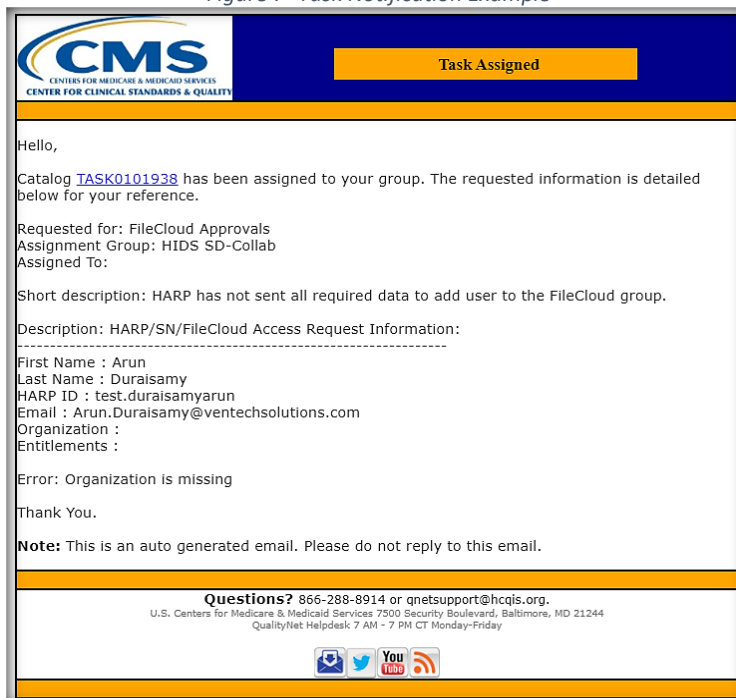 Figure : Task Notification Example
CMS
CENTERS FOR MEDICARE & MEDICAID SERVICES
CENTER FOR CLINICAL STANDARDS & QUALITY
Task Assigned
Hello,
Catalog TASK0101938 has been assigned to your group. The requested information is detailed
below for your reference.
Requested for: FileCloud Approvals
Assignment Group: HIDS SD-Collab
Assigned To:
Short description: HARP has not sent all required data to add user to the FileCloud group.
Description: HARP/SN/FileCloud Access Request Information:
------------------------------------------------------------------
First Name : Arun
Last Name : Duraisamy
HARP ID : test.duraisamyarun
Email : Arun.Duraisamy@ventechsolutions.com
Organization :
Entitlements :
Error: Organization is missing
Thank You.
Note: This is an auto generated email. Please do not reply to this email.
Questions? 866-288-8914 or qnetsupport@hcqis.org.
U.S. Centers for Medicare & Medicaid Services 7500 Security Boulevard, Baltimore, MD 21244
QualityNet Helpdesk 7 AM - 7 PM CT Monday-Friday
You
Tube